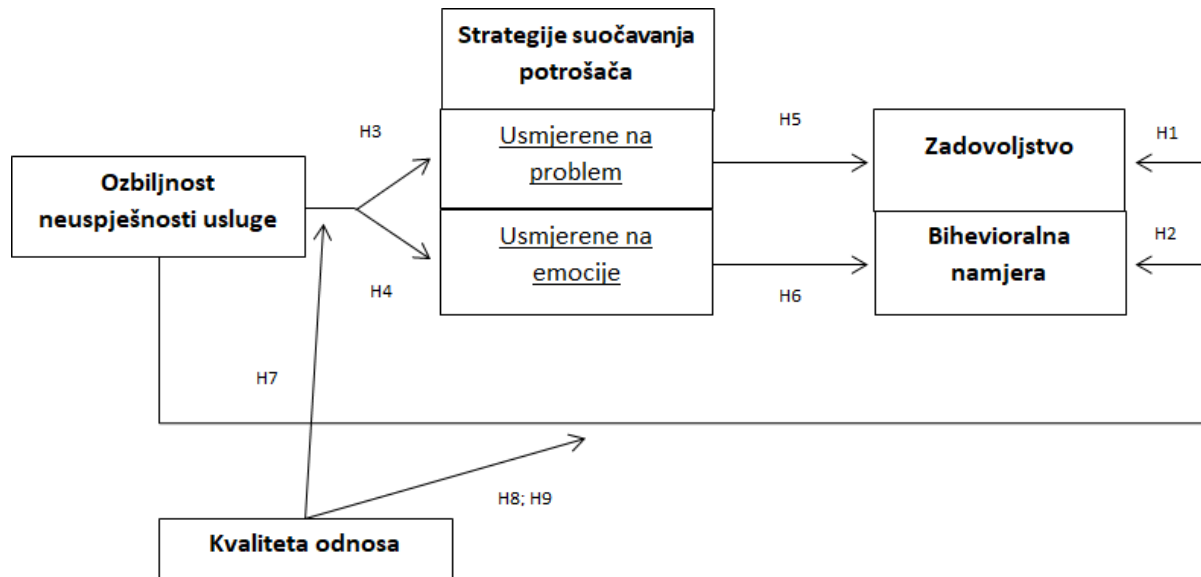 Strategije suočavanja
potrošača
H3
H5
H1
Usmjerene na
problem
Zadovoljstvo
Ozbiljnost
neuspješnosti usluge
Usmjerene na
emocije
Bihevioralna
namjera
H2
H4
H6
H7
H8; H9
Kvaliteta odnosa